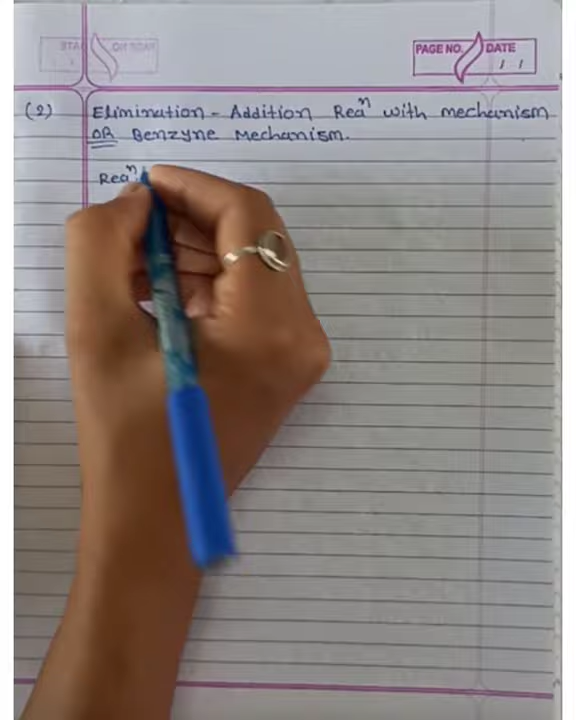 PAGE NO. DATE
/ /
(2) Elimination - Addition Reaⁿ with mechanism
OR Benzyne Mechanism.
Reaⁿ: